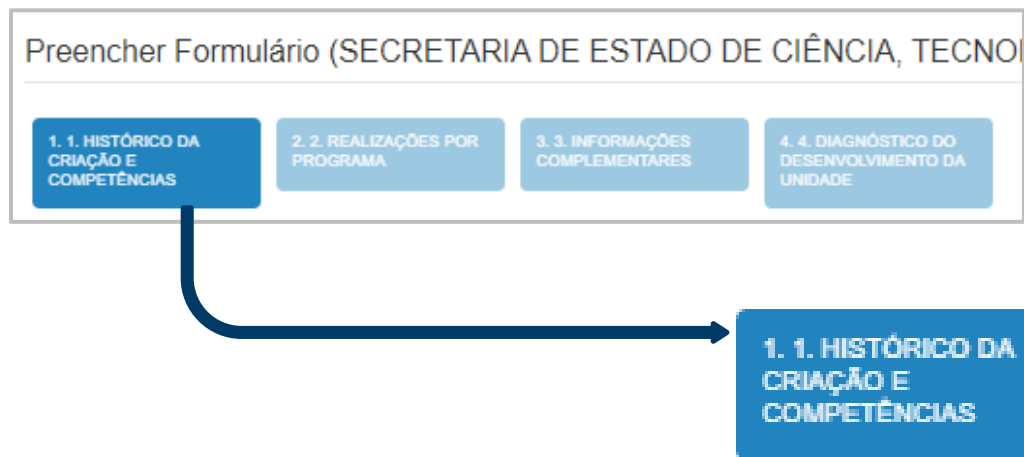 Preencher Formulário (SECRETARIA DE ESTADO DE CIÊNCIA, TECNOL
1. 1. HISTÓRICO DA
CRIAÇÃO E
COMPETÊNCIAS
2. 2. REALIZAÇÕES POR
PROGRAMA
3. 3. INFORMAÇÕES
COMPLEMENTARES
4. 4. DIAGNÓSTICO DO
DESENVOLVIMENTO DA
UNIDADE
1. 1. HISTÓRICO DA
CRIAÇÃO E
COMPETÊNCIAS